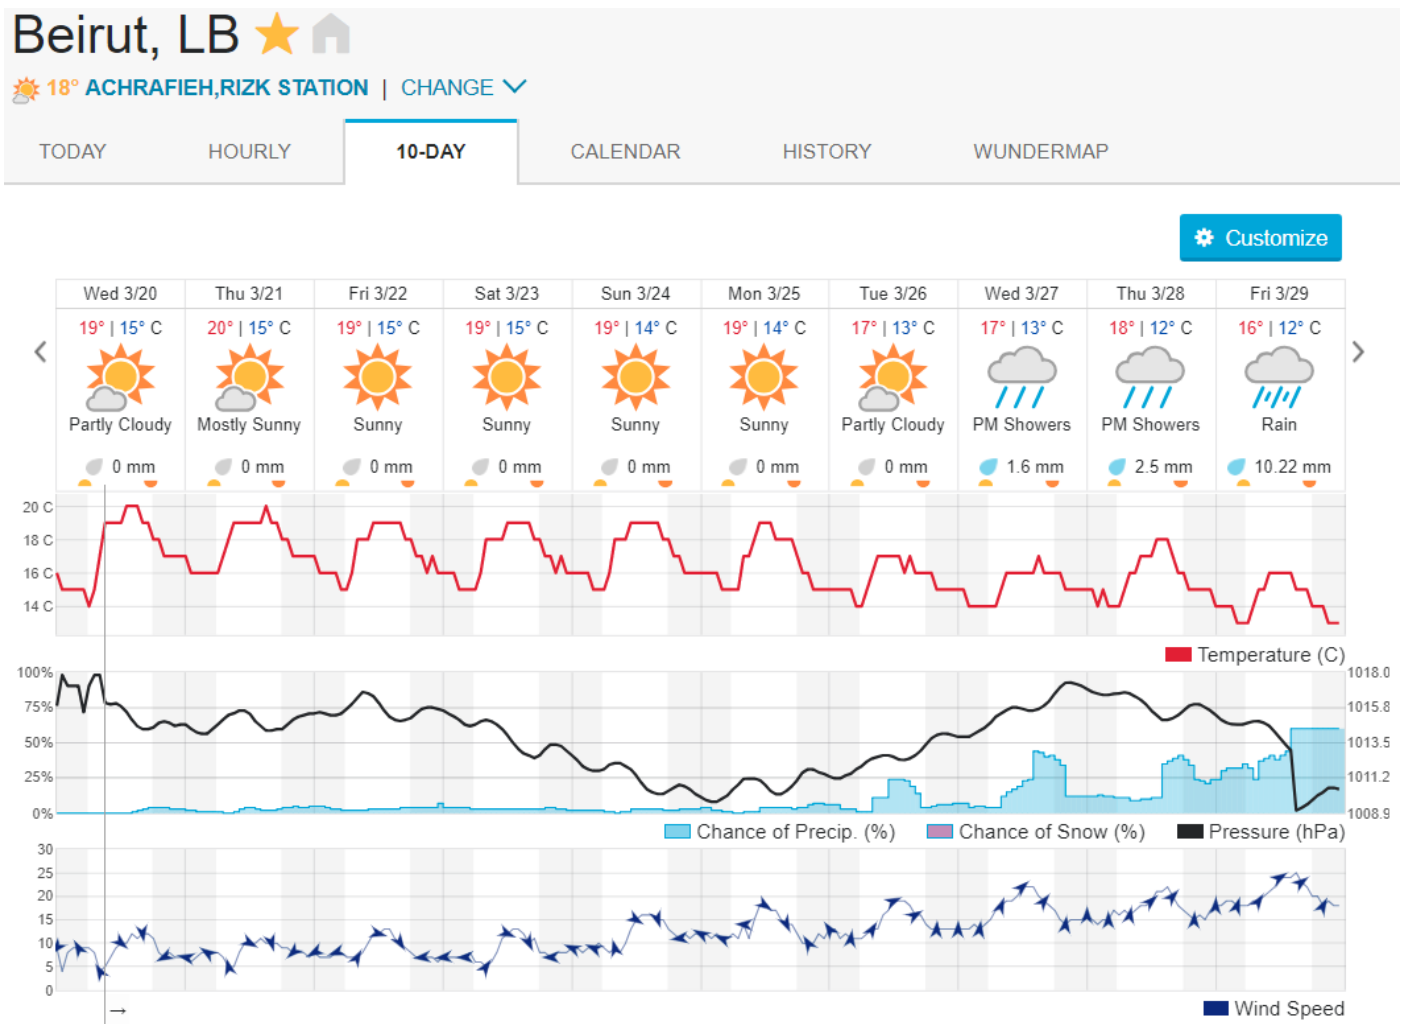 Beirut, LB
18° ACHRAFIEH,RIZK STATION | CHANGE
TODAY HOURLY 10-DAY CALENDAR HISTORY WUNDERMAP
Customize
Wed 3/20 Thu 3/21 Fri 3/22 Sat 3/23 Sun 3/24 Mon 3/25 Tue 3/26 Wed 3/27 Thu 3/28 Fri 3/29
19° | 15° C 20° | 15° C 19° | 15° C 19° | 15° C 19° | 14° C 19° | 14° C 17° | 13° C 17° | 13° C 18° | 12° C 16° | 12° C
Partly Cloudy Mostly Sunny Sunny Sunny Sunny Sunny Partly Cloudy PM Showers PM Showers Rain
0 mm 0 mm 0 mm 0 mm 0 mm 0 mm 0 mm 1.6 mm 2.5 mm 10.22 mm
20 C
18 C
16 C
14 C
Temperature (C)
100% 1018.0
75% 1015.8
50% 1013.5
25% 1011.2
0% 1008.9
Chance of Precip. (%) Chance of Snow (%) Pressure (hPa)
30
25
20
15
10
5
0
→
Wind Speed